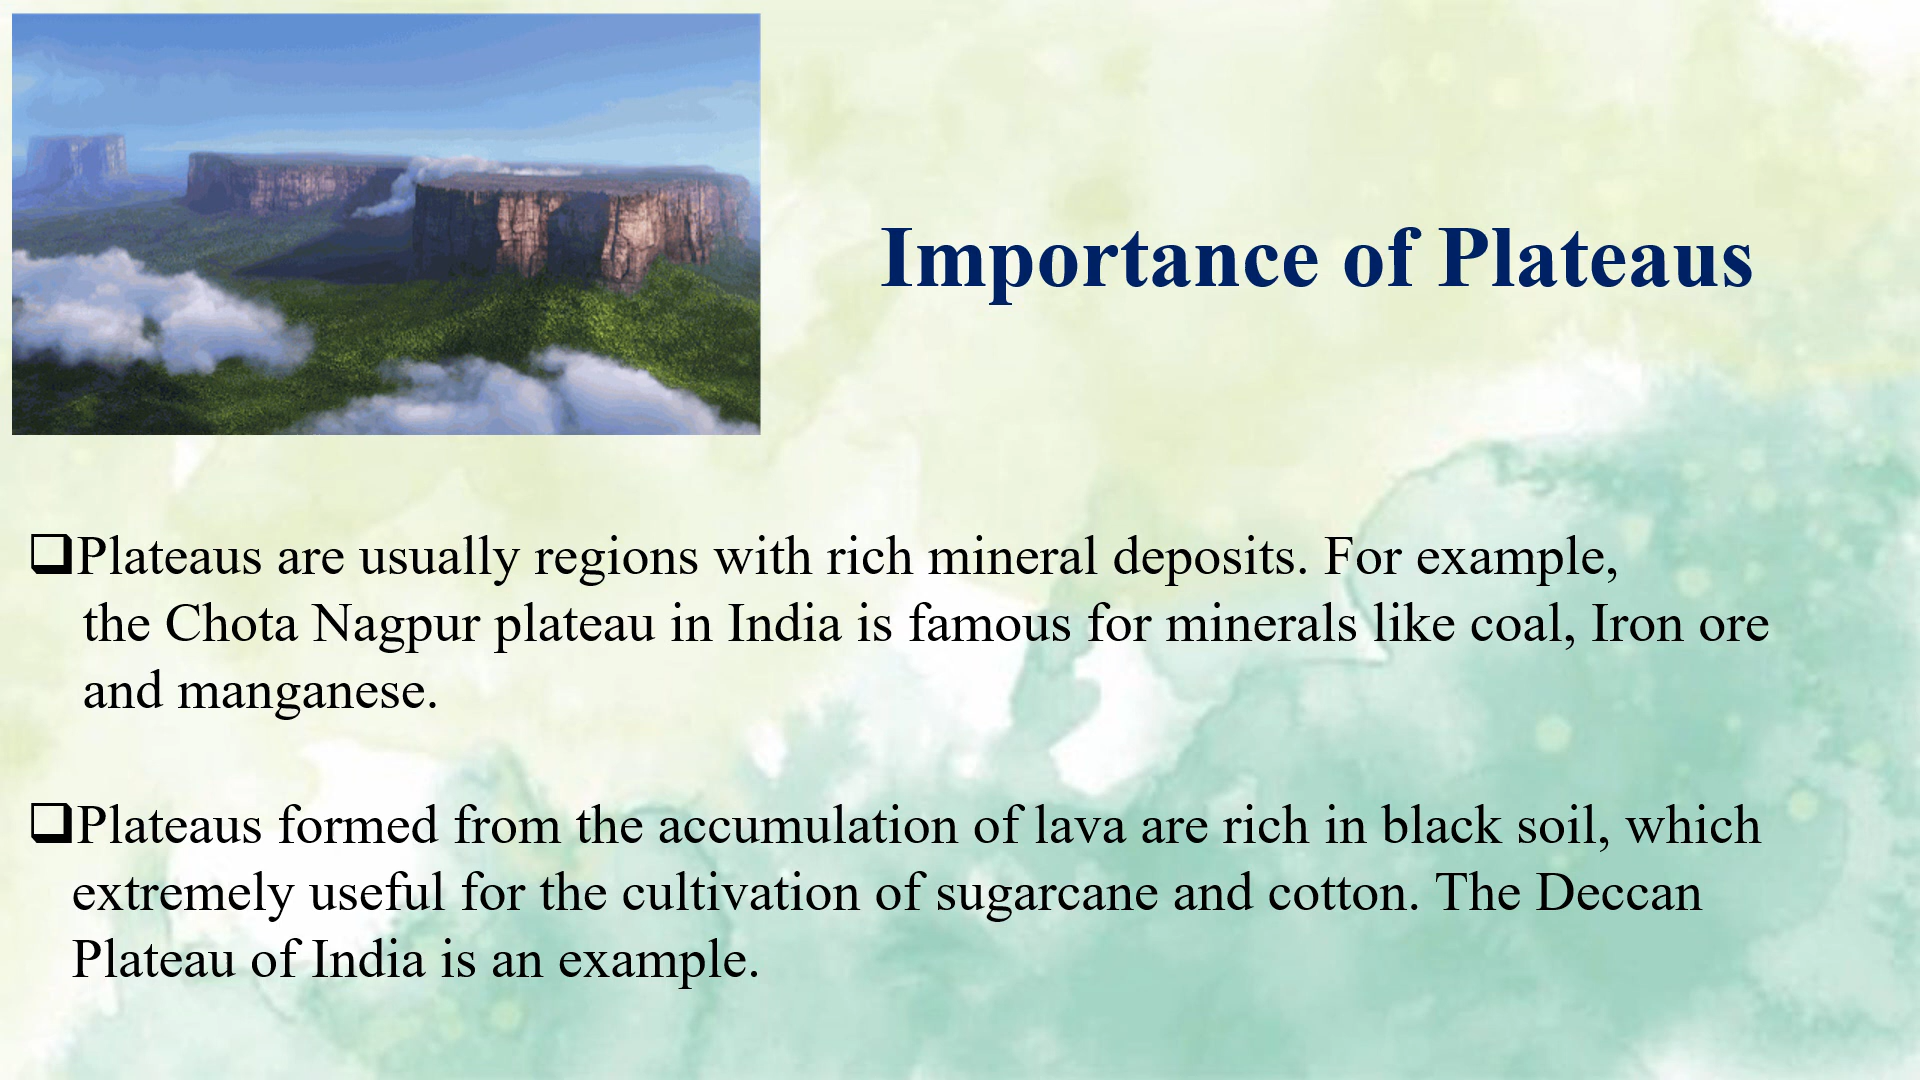 Importance of Plateaus
❑Plateaus are usually regions with rich mineral deposits. For example,
the Chota Nagpur plateau in India is famous for minerals like coal, Iron ore
and manganese.
❑Plateaus formed from the accumulation of lava are rich in black soil, which
extremely useful for the cultivation of sugarcane and cotton. The Deccan
Plateau of India is an example.